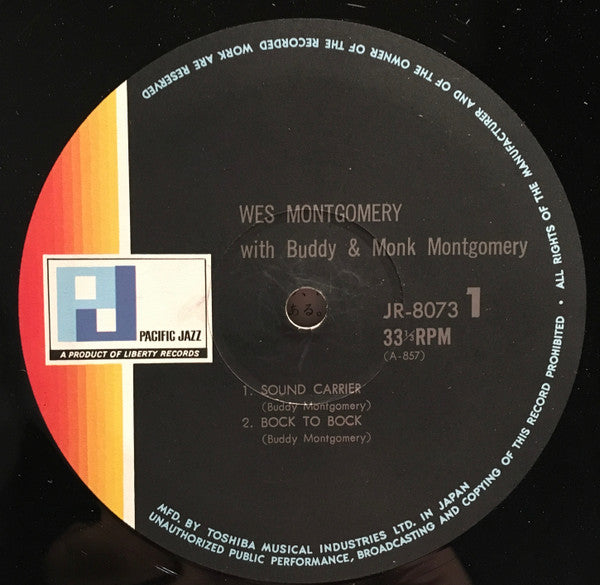 ALL RIGHTS OF THE MANUFACTURER AND OF THE OWNER OF THE RECORDED WORK ARE RESERVED
WES MONTGOMERY
with Buddy & Monk Montgomery
PJ
PACIFIC JAZZ
A PRODUCT OF LIBERTY RECORDS
ある。
JR-8073 1
33⅓RPM
(A-857)
1. SOUND CARRIER
(Buddy Montgomery)
2. BOCK TO BOCK
(Buddy Montgomery)
MFD. BY TOSHIBA MUSICAL INDUSTRIES LTD. IN JAPAN
UNAUTHORIZED PUBLIC PERFORMANCE, BROADCASTING AND COPYING OF THIS RECORD PROHIBITED •